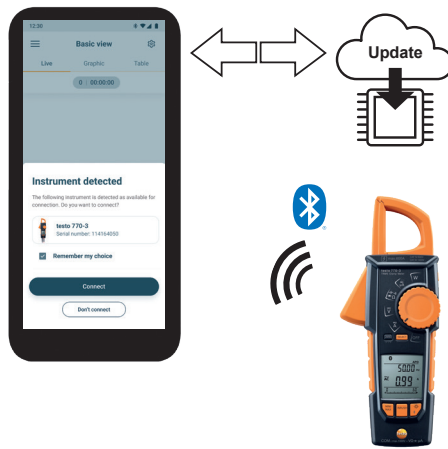 12:30
Basic view
Live Graphic Table
0 00:00:00
Instrument detected
The following instrument is detected as available for
connection. Do you want to connect?
testo 770-3
Serial number: 114164050
Remember my choice
Connect
Don't connect
Update
testo 770-3
50.00
0.99